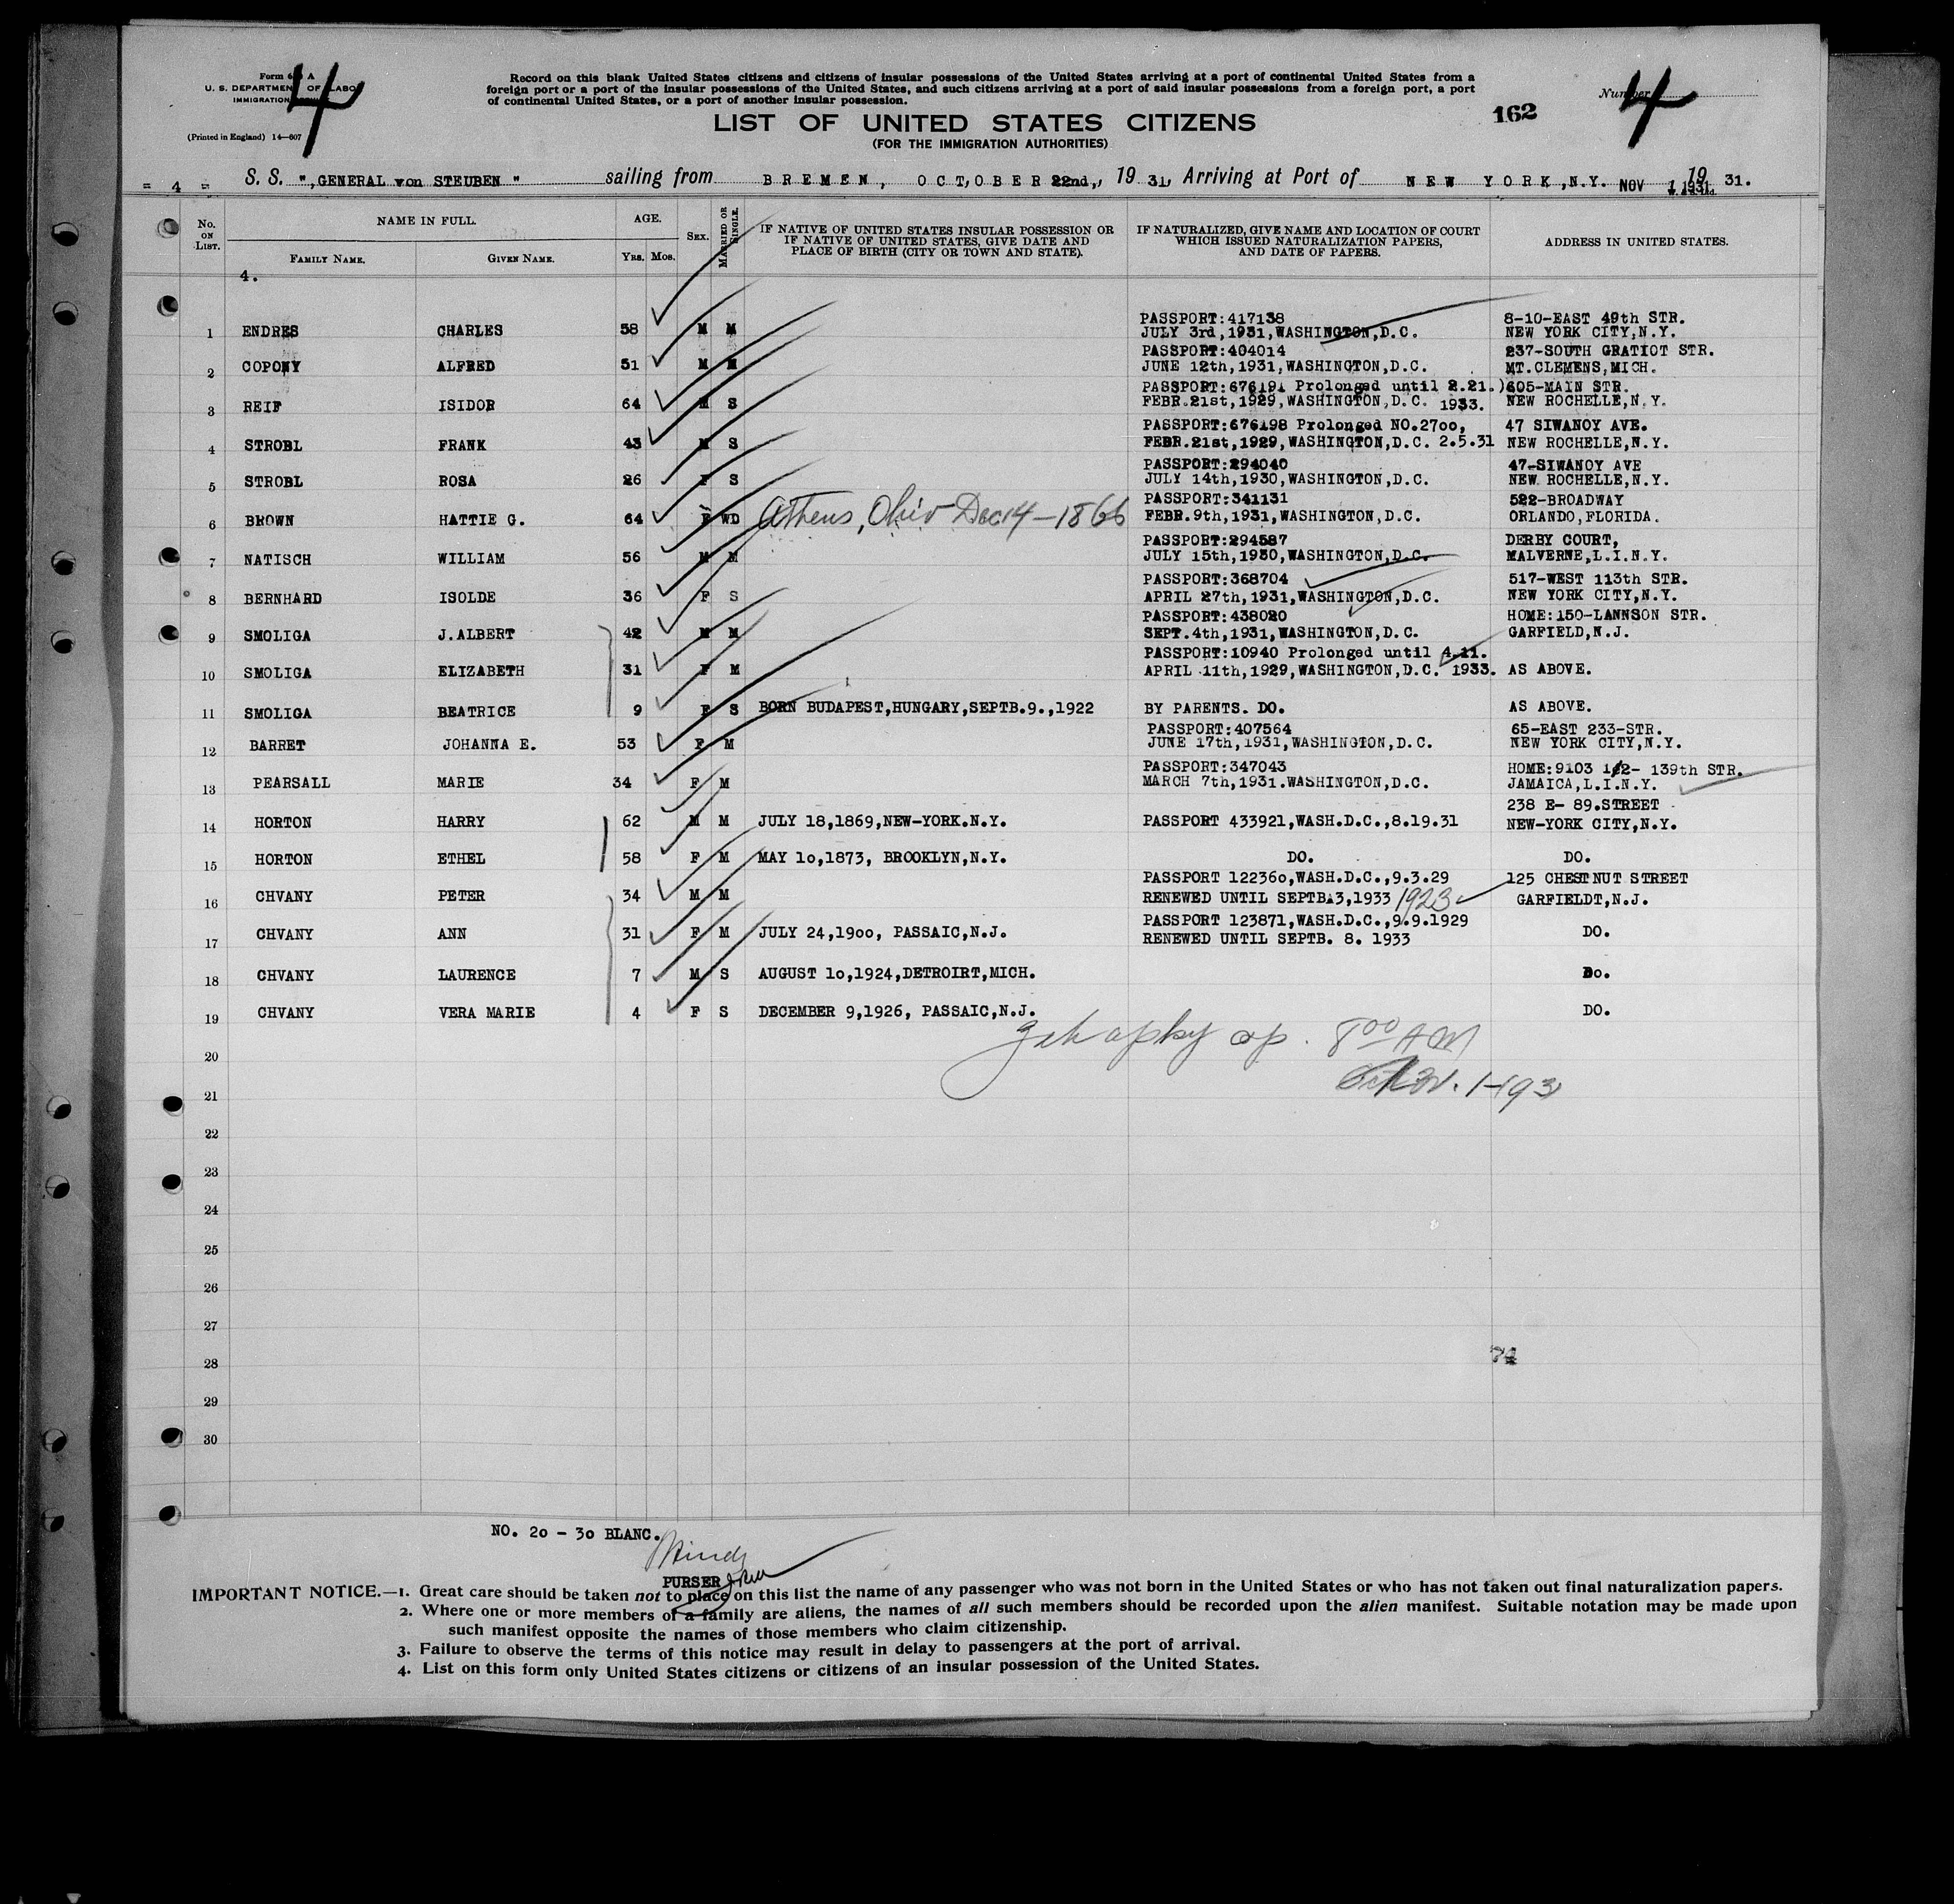 Form 6 A
U. S. DEPARTMENT OF LABOR
IMMIGRATION
(Printed in England) 14—607
4
Record on this blank United States citizens and citizens of insular possessions of the United States arriving at a port of continental United States from a
foreign port or a port of the insular possessions of the United States, and such citizens arriving at a port of said insular possessions from a foreign port, a port
of continental United States, or a port of another insular possession.
162
Number 4
LIST OF UNITED STATES CITIZENS
(FOR THE IMMIGRATION AUTHORITIES)
= 4 = S. S. ",GENERAL von STEUBEN " sailing from BREMEN, OCT,OBER 22nd,, 19 31, Arriving at Port of NEW YORK,N.Y. NOV 1 1931 19 31.
No. ON LIST. NAME IN FULL. AGE. SEX. MARRIED OR SINGLE. IF NATIVE OF UNITED STATES INSULAR POSSESSION OR IF NATIVE OF UNITED STATES, GIVE DATE AND PLACE OF BIRTH (CITY OR TOWN AND STATE). IF NATURALIZED, GIVE NAME AND LOCATION OF COURT WHICH ISSUED NATURALIZATION PAPERS, AND DATE OF PAPERS. ADDRESS IN UNITED STATES.
FAMILY NAME. GIVEN NAME. YRS. MOS.
4.
PASSPORT:417138 8-10-EAST 49th STR.
1 ENDRES CHARLES 58 M M JULY 3rd,1931,WASHINGTON,D.C. NEW YORK CITY,N.Y.
PASSPORT:404014 237-SOUTH GRATIOT STR.
2 COPONY ALFRED 51 M M JUNE 12th,1931,WASHINGTON,D.C. MT.CLEMENS,MICH.
PASSPORT:676191 Prolonged until 2.21.) 605-MAIN STR.
3 REIF ISIDOR 64 M S FEBR.21st,1929,WASHINGTON,D.C. 1933. NEW ROCHELLE,N.Y.
PASSPORT:676198 Prolonged NO.27oo, 47 SIWANOY AVE.
4 STROBL FRANK 43 M S FEBR.21st,1929,WASHINGTON,D.C. 2.5.31 NEW ROCHELLE,N.Y.
PASSPORT:294040 47-SIWANOY AVE
5 STROBL ROSA 26 F S JULY 14th,1930,WASHINGTON,D.C. NEW ROCHELLE,N.Y.
PASSPORT:341131 522-BROADWAY
6 BROWN HATTIE G. 64 F WD Athens, Ohio Dec 14-1866 FEBR.9th,1931,WASHINGTON,D.C. ORLANDO,FLORIDA.
PASSPORT:294587 DERBY COURT,
7 NATISCH WILLIAM 56 M M JULY 15th,1930,WASHINGTON,D.C. MALVERNE,L.I.N.Y.
PASSPORT:368704 517-WEST 113th STR.
8 BERNHARD ISOLDE 36 F S APRIL 27th,1931,WASHINGTON,D.C. NEW YORK CITY,N.Y.
PASSPORT:438020 HOME:150-LANNSON STR.
9 SMOLIGA J.ALBERT 42 M M SEPT.4th,1931,WASHINGTON,D.C. GARFIELD,N.J.
PASSPORT:10940 Prolonged until 4.11.
10 SMOLIGA ELIZABETH 31 F M APRIL 11th,1929,WASHINGTON,D.C. 1933. AS ABOVE.
11 SMOLIGA BEATRICE 9 F S BORN BUDAPEST,HUNGARY,SEPTB.9.,1922 BY PARENTS. DO. AS ABOVE.
PASSPORT:407564 65-EAST 233-STR.
12 BARRET JOHANNA E. 53 F M JUNE 17th,1931,WASHINGTON,D.C. NEW YORK CITY,N.Y.
PASSPORT:347043 HOME:9103 1/2- 139th STR.
13 PEARSALL MARIE 34 F M MARCH 7th,1931.WASHINGTON,D.C. JAMAICA,L.I.N.Y.
238 E- 89.STREET
14 HORTON HARRY 62 M M JULY 18,1869,NEW-YORK.N.Y. PASSPORT 433921,WASH.D.C.,8.19.31 NEW-YORK CITY,N.Y.
15 HORTON ETHEL 58 F M MAY 1o,1873, BROOKLYN,N.Y. DO. DO.
PASSPORT 12236o,WASH.D.C.,9.3.29 125 CHESTNUT STREET
16 CHVANY PETER 34 M M RENEWED UNTIL SEPTB.3,1933 1923 GARFIELDT,N.J.
PASSPORT 123871,WASH.D.C.,9.9.1929
17 CHVANY ANN 31 F M JULY 24,19oo, PASSAIC,N.J. RENEWED UNTIL SEPTB. 8. 1933 DO.
18 CHVANY LAURENCE 7 M S AUGUST 1o,1924,DETROIRT,MICH. Do.
19 CHVANY VERA MARIE 4 F S DECEMBER 9,1926, PASSAIC,N.J. DO.
20 8 00 AM
21
22
23
24
25
26
27
28 74
29
30
NO. 2o - 3o BLANC.
PURSER
IMPORTANT NOTICE.—1. Great care should be taken not to place on this list the name of any passenger who was not born in the United States or who has not taken out final naturalization papers.
2. Where one or more members of a family are aliens, the names of all such members should be recorded upon the alien manifest. Suitable notation may be made upon
such manifest opposite the names of those members who claim citizenship.
3. Failure to observe the terms of this notice may result in delay to passengers at the port of arrival.
4. List on this form only United States citizens or citizens of an insular possession of the United States.